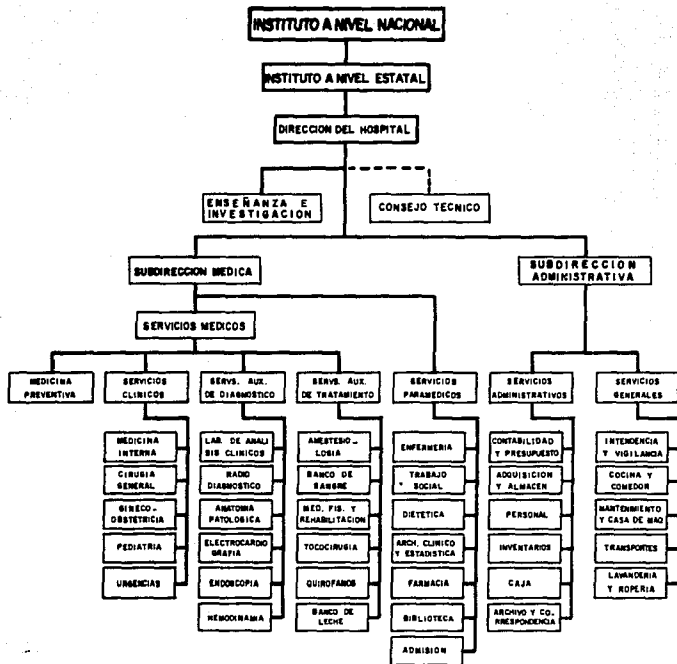 INSTITUTO A NIVEL NACIONAL
INSTITUTO A NIVEL ESTATAL
DIRECCION DEL HOSPITAL
ENSEÑANZA E
INVESTIGACION
CONSEJO TECNICO
SUBDIRECCION MEDICA
SUBDIRECCION
ADMINISTRATIVA
SERVICIOS MEDICOS
MEDICINA
PREVENTIVA
SERVICIOS
CLINICOS
SERVS. AUX.
DE DIAGNOSTICO
SERVS. AUX.
DE TRATAMIENTO
SERVICIOS
PARAMEDICOS
SERVICIOS
ADMINISTRATIVOS
SERVICIOS
GENERALES
MEDICINA
INTERNA
CIRUGIA
GENERAL
GINECO-
OBSTETRICIA
PEDIATRIA
URGENCIAS
LAB. DE ANALI
SIS CLINICOS
RADIO
DIAGNOSTICO
ANATOMIA
PATOLOGICA
ELECTROCARDIO
GRAFIA
ENDOSCOPIA
HEMODINAMIA
ANESTESIO-
LOGIA
BANCO DE
SANGRE
MED. FIS. Y
REHABILITACION
TOCOCIRUGIA
QUIROFANOS
BANCO DE
LECHE
ENFERMERIA
TRABAJO
SOCIAL
DIETETICA
ARCH. CLINICO
Y ESTADISTICA
FARMACIA
BIBLIOTECA
ADMISION
CONTABILIDAD
Y PRESUPUESTO
ADQUISICION
Y ALMACEN
PERSONAL
INVENTARIOS
CAJA
ARCHIVO Y CO-
RRESPONDENCIA
INTENDENCIA
Y VIGILANCIA
COCINA Y
COMEDOR
MANTENIMIENTO
Y CASA DE MAQ
TRANSPORTES
LAVANDERIA
Y ROPERIA